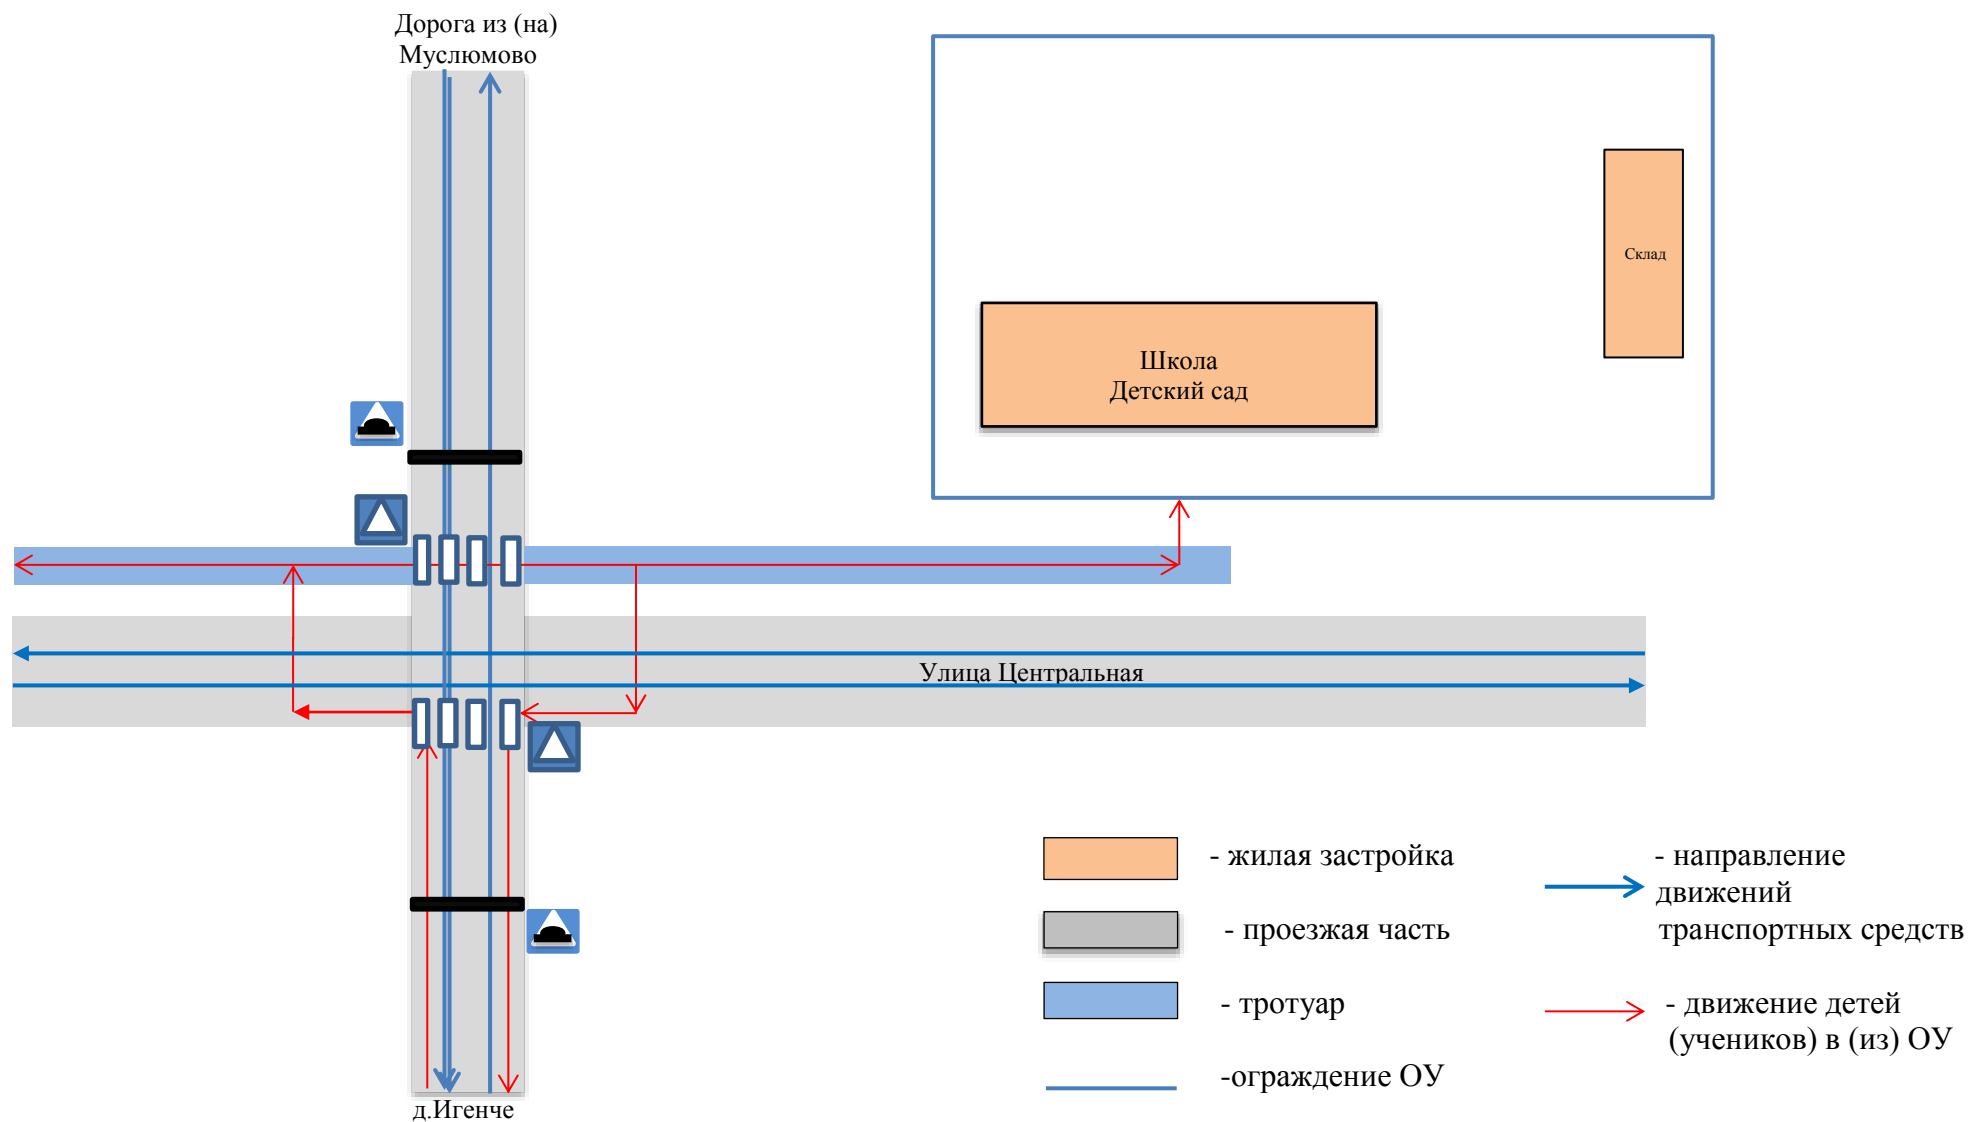 Дорога из (на)
Муслюмово
Склад
Школа
Детский сад
Улица Центральная
- жилая застройка
- проезжая часть
- тротуар
-ограждение ОУ
- направление
движений
транспортных средств
- движение детей
(учеников) в (из) ОУ
д.Игенче